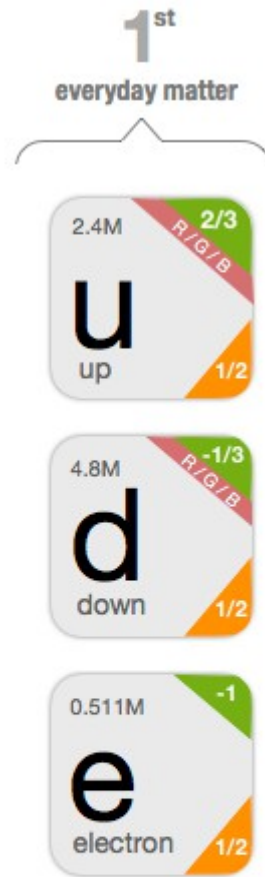 1st
everyday matter
2/3
2.4M
R/G/B
u
up
1/2
-1/3
4.8M
R/G/B
d
down
1/2
-1
0.511M
e
electron
1/2